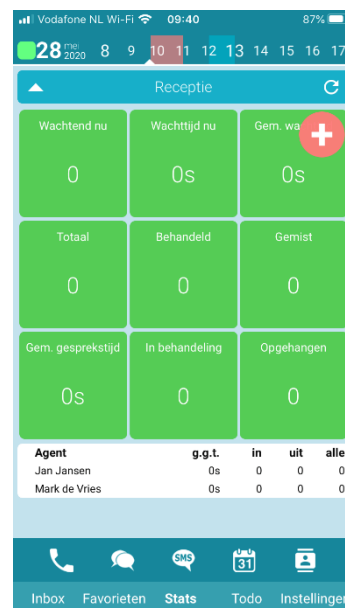 Vodafone NL Wi-Fi 09:40 87%
28 mei 2020 8 9 10 11 12 13 14 15 16 17
Receptie
Wachtend nu Wachttijd nu Gem. wa
0 0s 0s
Totaal Behandeld Gemist
0 0 0
Gem. gesprekstijd In behandeling Opgehangen
0s 0 0
Agent g.g.t. in uit alle
Jan Jansen 0s 0 0 0
Mark de Vries 0s 0 0 0
SMS 31
Inbox Favorieten Stats Todo Instellingen